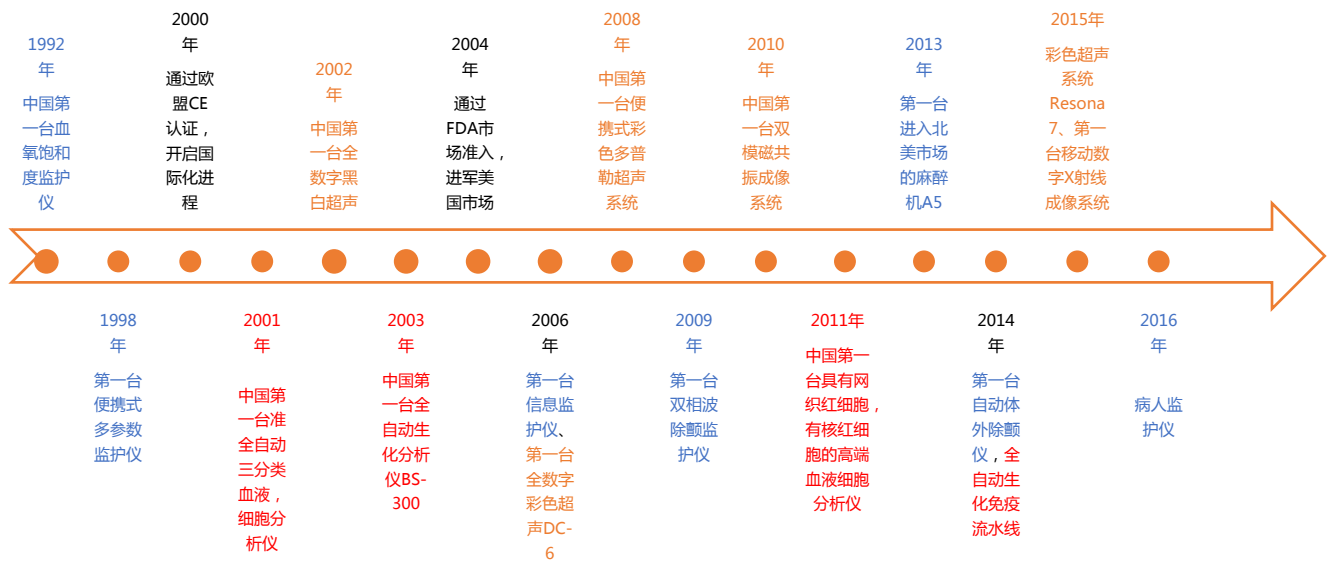 1992
年
中国第
一台血
氧饱和
度监护
仪
2000
年
通过欧
盟CE
认证，
开启国
际化进
程
2002
年
中国第
一台全
数字黑
白超声
2004
年
通过
FDA市
场准入，
进军美
国市场
2008
年
中国第
一台便
携式彩
色多普
勒超声
系统
2010
年
中国第
一台双
模磁共
振成像
系统
2013
年
第一台
进入北
美市场
的麻醉
机A5
2015年
彩色超声
系统
Resona
7、第一
台移动数
字X射线
成像系统
1998
年
第一台
便携式
多参数
监护仪
2001
年
中国第
一台准
全自动
三分类
血液，
细胞分
析仪
2003
年
中国第
一台全
自动生
化分析
仪BS-
300
2006
年
第一台
信息监
护仪、
第一台
全数字
彩色超
声DC-
6
2009
年
第一台
双相波
除颤监
护仪
2011年
中国第一
台具有网
织红细胞，
有核红细
胞的高端
血液细胞
分析仪
2014
年
第一台
自动体
外除颤
仪，全
自动生
化免疫
流水线
2016
年
病人监
护仪